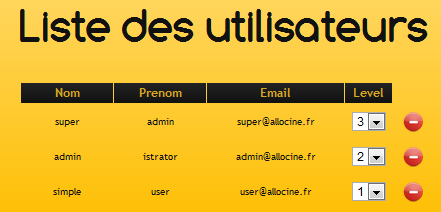 Liste des utilisateurs
Nom Prenom Email Level
super admin super@allocine.fr 3
admin istrator admin@allocine.fr 2
simple user user@allocine.fr 1